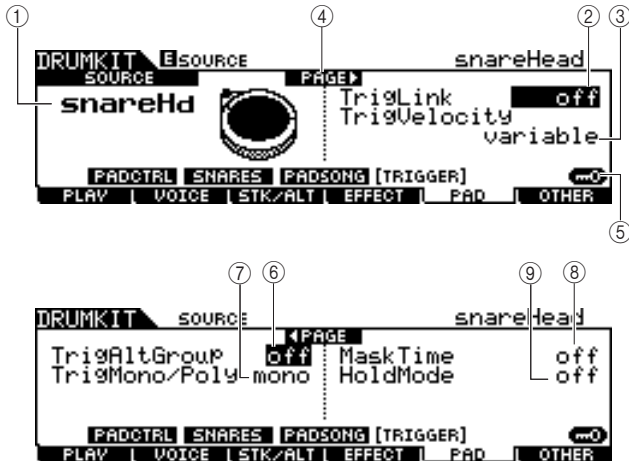 ① ④ ② ③
DRUMKIT E SOURCE snareHead
SOURCE PAGE▶
snareHd TrigLink off
TrigVelocity
variable
PADCTRL SNARES PADSONG [TRIGGER]
PLAY VOICE STK/ALT EFFECT PAD OTHER
⑤
⑦ ⑥ ⑨ ⑧
DRUMKIT SOURCE snareHead
◀PAGE
TrigAltGroup off MaskTime off
TrigMono/Poly mono HoldMode off
PADCTRL SNARES PADSONG [TRIGGER]
PLAY VOICE STK/ALT EFFECT PAD OTHER